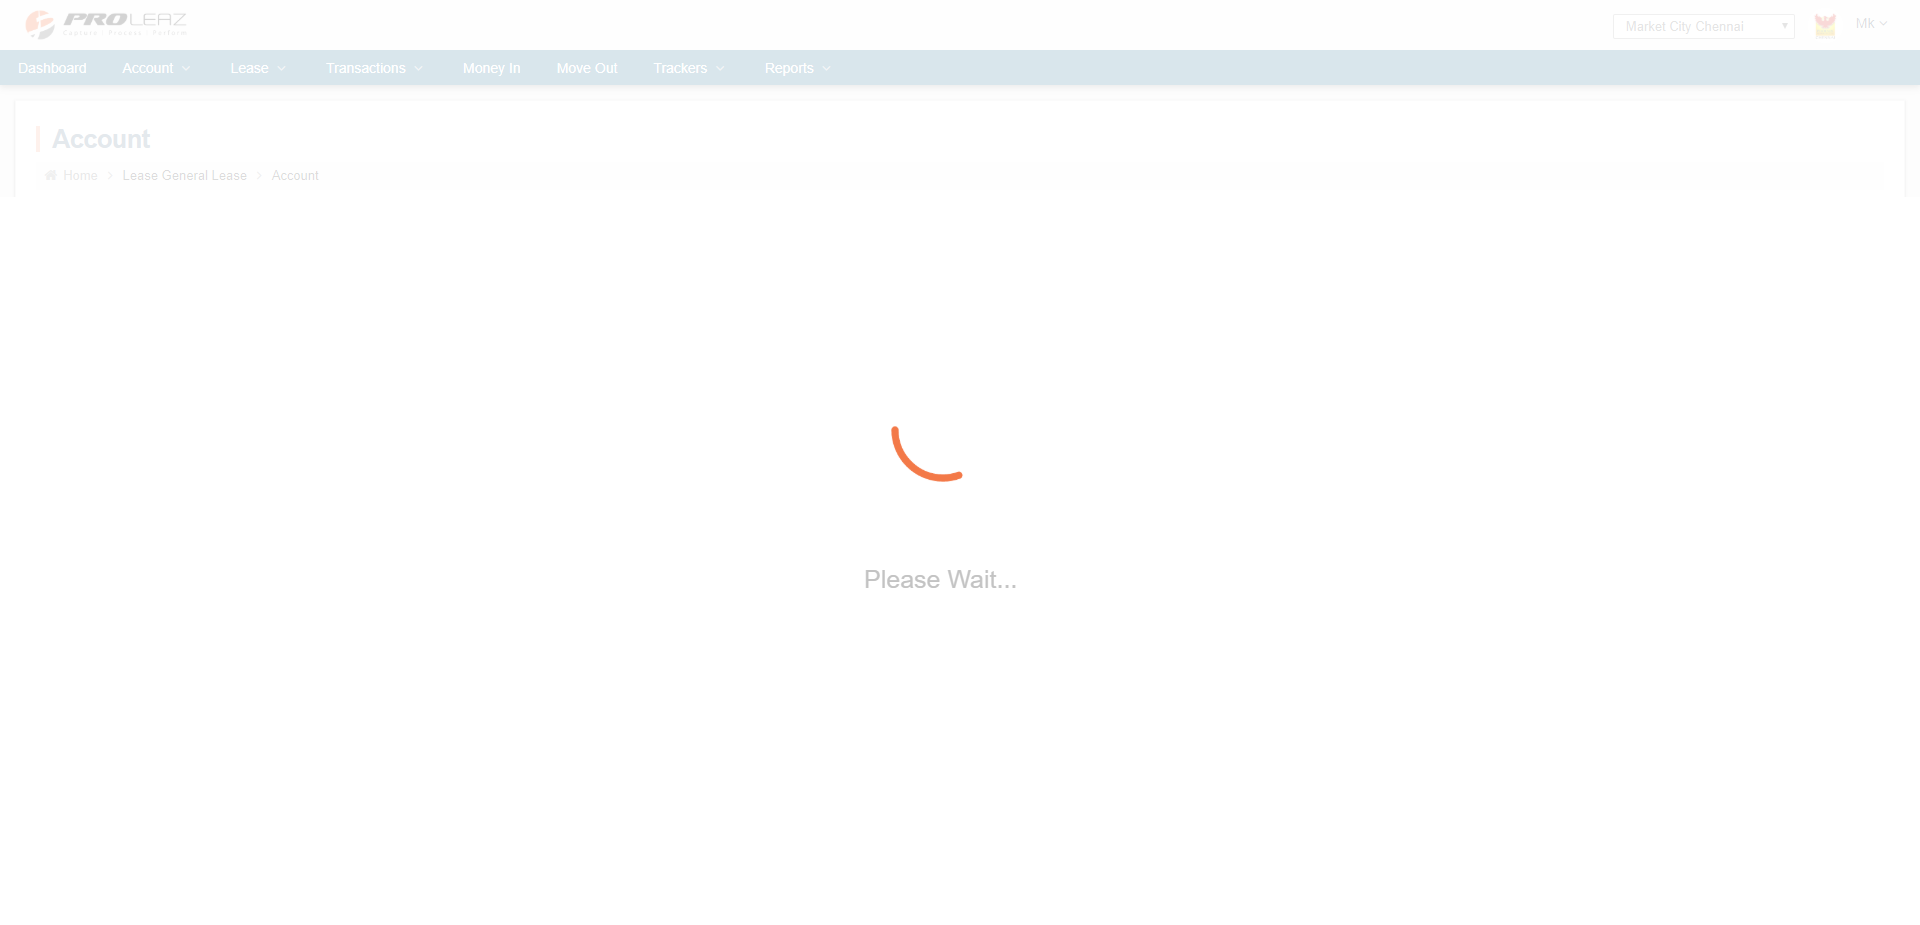 PROLEAZ
Capture · Process · Perform
Market City Chennai
Mk
Dashboard Account Lease Transactions Money In Move Out Trackers Reports
Account
Home Lease General Lease Account
Please Wait...